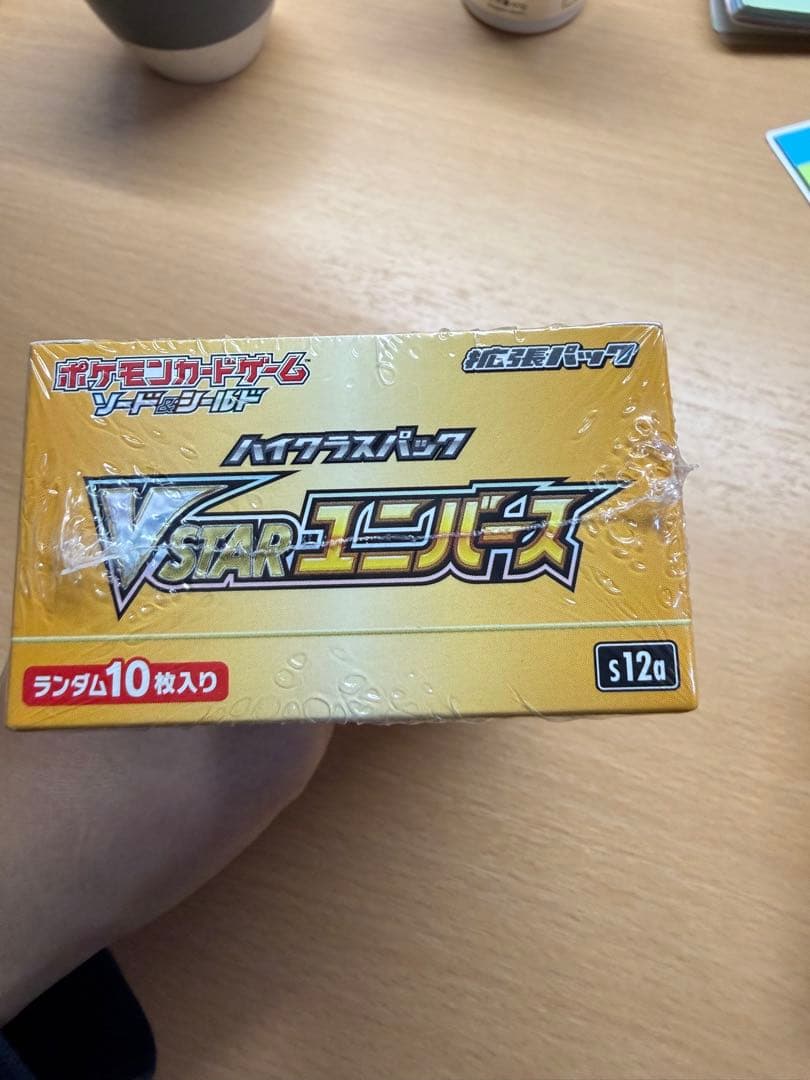 ポケモンカードゲーム
ソード&シールド
拡張パック
ハイクラスパック
VSTARユニバース
ランダム10枚入り
s12a